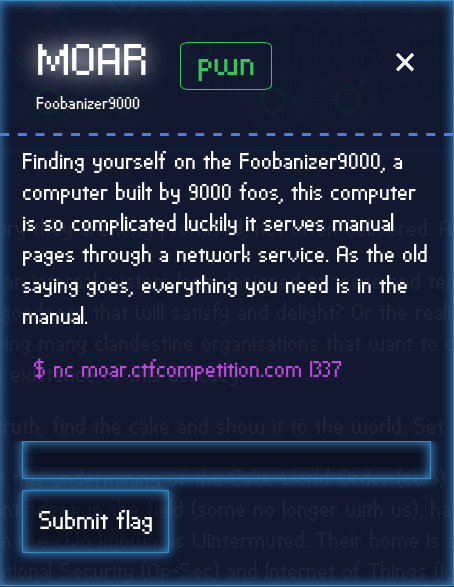 MOAR
pwn
×
Foobanizer9000
Finding yourself on the Foobanizer9000, a
computer built by 9000 foos, this computer
is so complicated luckily it serves manual
pages through a network service. As the old
saying goes, everything you need is in the
manual.
$ nc moar.ctfcompetition.com 1337
Submit flag